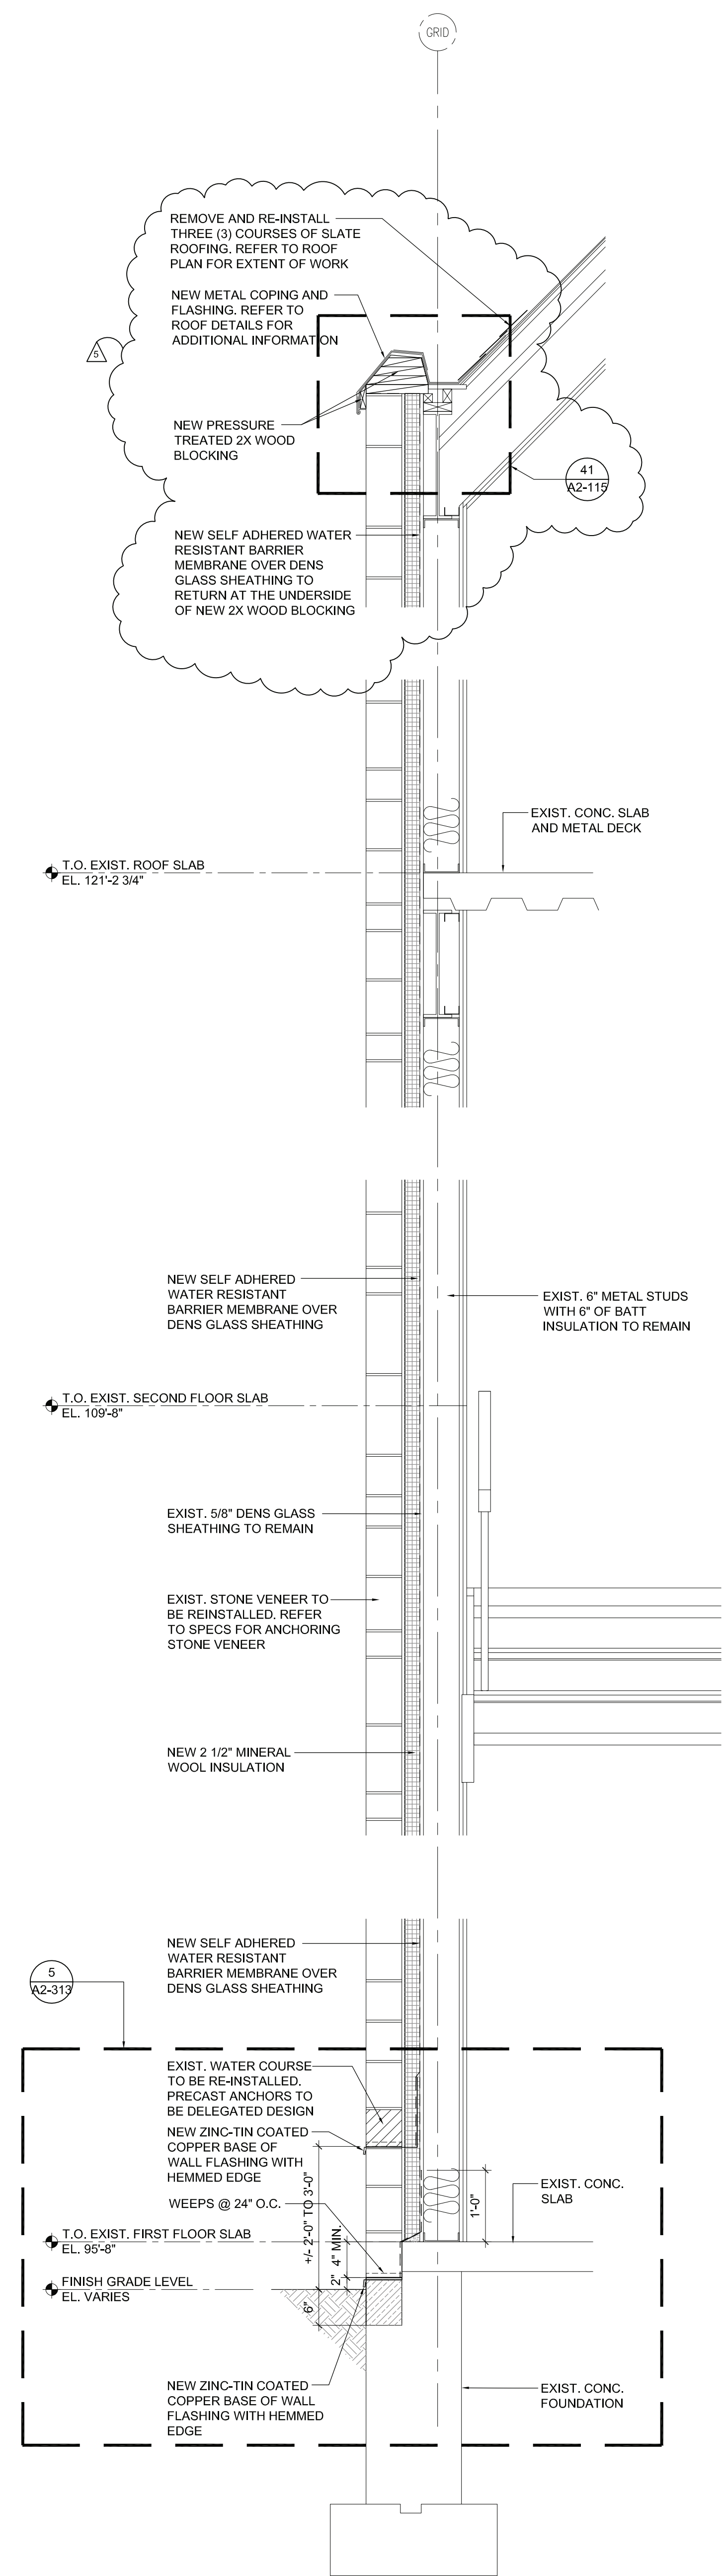 GRID
REMOVE AND RE-INSTALL
THREE (3) COURSES OF SLATE
ROOFING. REFER TO ROOF
PLAN FOR EXTENT OF WORK
NEW METAL COPING AND
FLASHING. REFER TO
ROOF DETAILS FOR
ADDITIONAL INFORMATION
5
NEW PRESSURE
TREATED 2X WOOD
BLOCKING
41
A2-115
NEW SELF ADHERED WATER
RESISTANT BARRIER
MEMBRANE OVER DENS
GLASS SHEATHING TO
RETURN AT THE UNDERSIDE
OF NEW 2X WOOD BLOCKING
EXIST. CONC. SLAB
AND METAL DECK
T.O. EXIST. ROOF SLAB
EL. 121'-2 3/4"
NEW SELF ADHERED
WATER RESISTANT
BARRIER MEMBRANE OVER
DENS GLASS SHEATHING
EXIST. 6" METAL STUDS
WITH 6" OF BATT
INSULATION TO REMAIN
T.O. EXIST. SECOND FLOOR SLAB
EL. 109'-8"
EXIST. 5/8" DENS GLASS
SHEATHING TO REMAIN
EXIST. STONE VENEER TO
BE REINSTALLED. REFER
TO SPECS FOR ANCHORING
STONE VENEER
NEW 2 1/2" MINERAL
WOOL INSULATION
NEW SELF ADHERED
WATER RESISTANT
BARRIER MEMBRANE OVER
DENS GLASS SHEATHING
5
A2-313
EXIST. WATER COURSE
TO BE RE-INSTALLED.
PRECAST ANCHORS TO
BE DELEGATED DESIGN
NEW ZINC-TIN COATED
COPPER BASE OF
WALL FLASHING WITH
HEMMED EDGE
WEEPS @ 24" O.C.
+/- 2'-0" TO 3'-0"
4" MIN.
2"
6"
1'-0"
EXIST. CONC.
SLAB
T.O. EXIST. FIRST FLOOR SLAB
EL. 95'-8"
FINISH GRADE LEVEL
EL. VARIES
NEW ZINC-TIN COATED
COPPER BASE OF WALL
FLASHING WITH HEMMED
EDGE
EXIST. CONC.
FOUNDATION